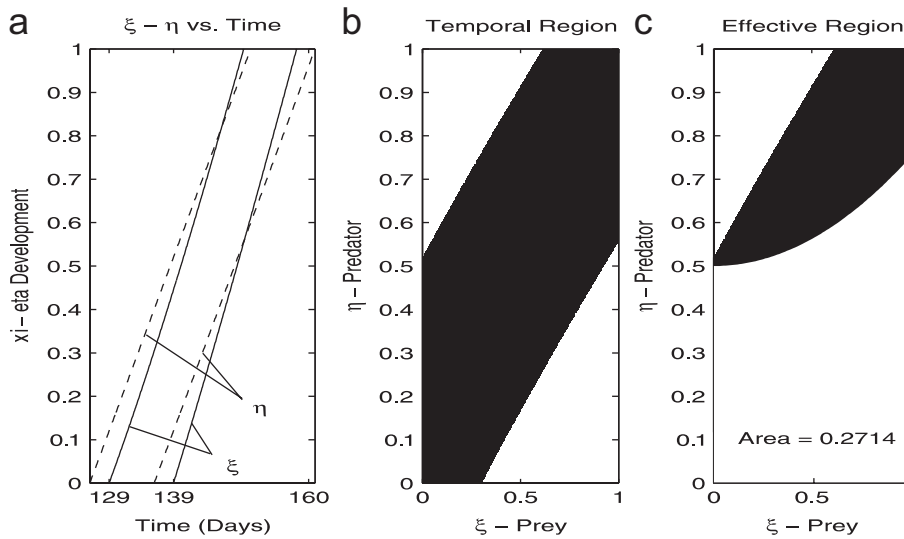 a
ξ – η vs. Time
1
0.9
0.8
0.7
0.6
0.5
0.4
0.3
0.2
0.1
0
xi– eta Development
η
ξ
129
139
160
Time (Days)
b
Temporal Region
1
0.9
0.8
0.7
0.6
0.5
0.4
0.3
0.2
0.1
0
η – Predator
0
0.5
1
ξ – Prey
c
Effective Region
1
0.9
0.8
0.7
0.6
0.5
0.4
0.3
0.2
0.1
0
η – Predator
Area = 0.2714
0
0.5
ξ – Prey